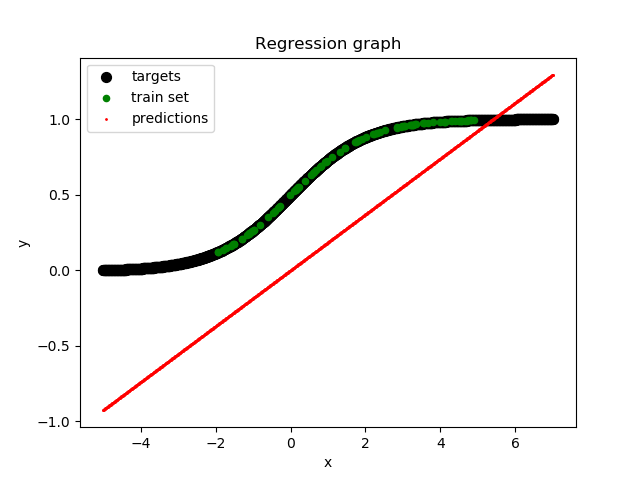 Regression graph
targets
train set
predictions
1.0
0.5
0.0
−0.5
−1.0
y
−4
−2
0
2
4
6
x